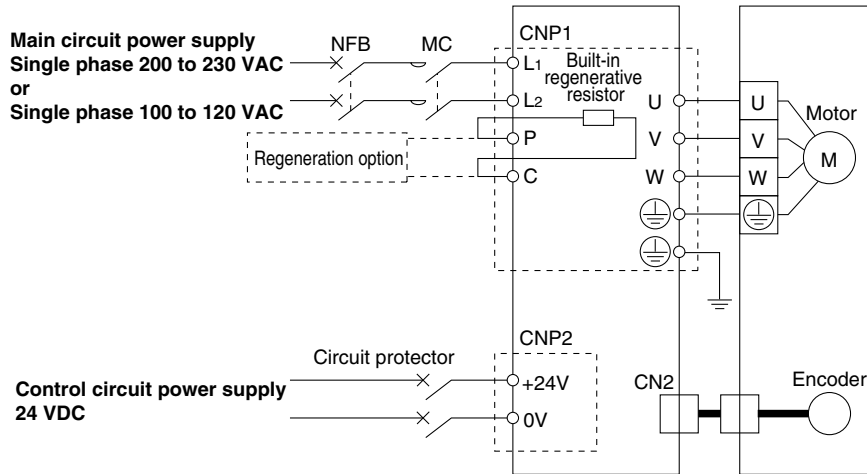 Main circuit power supply
Single phase 200 to 230 VAC
or
Single phase 100 to 120 VAC
NFB
MC
CNP1
L1
L2
P
C
Built-in
regenerative
resistor
Regeneration option
U
V
W
U
V
W
Motor
M
Control circuit power supply
24 VDC
Circuit protector
CNP2
+24V
0V
CN2
Encoder